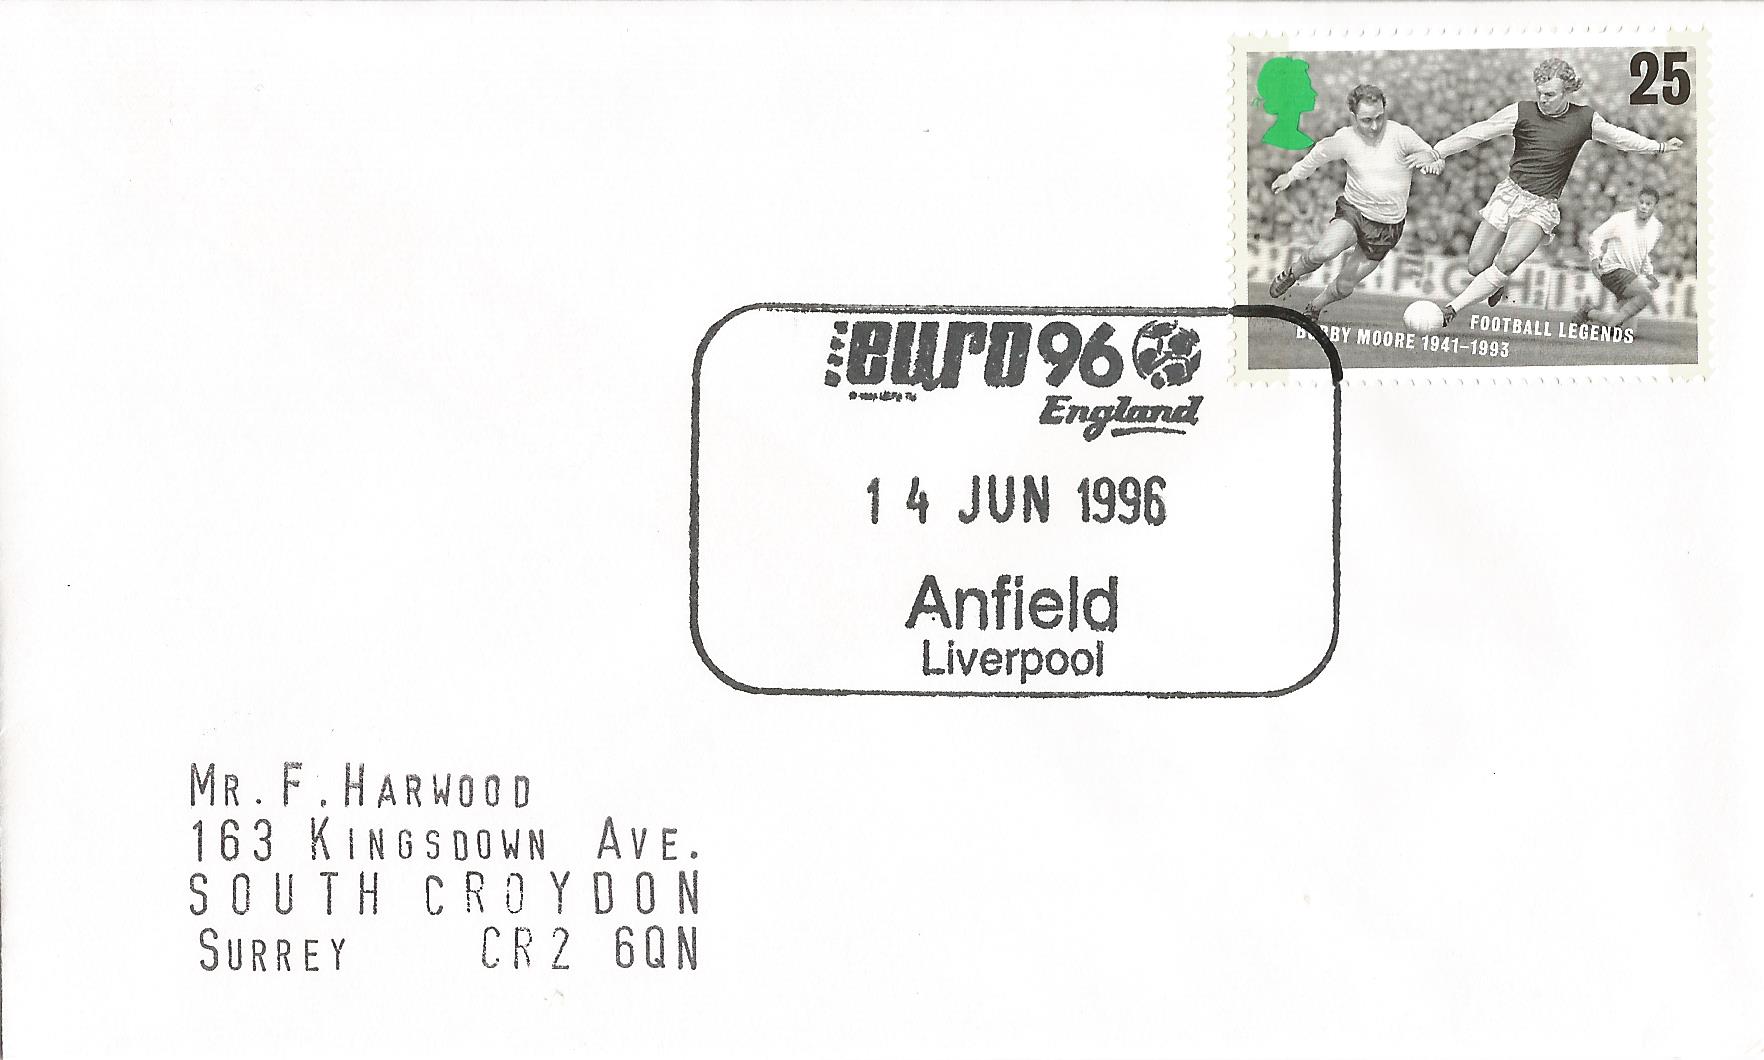 25
FOOTBALL LEGENDS
BOBBY MOORE 1941-1993
euro96
England
14 JUN 1996
Anfield
Liverpool
MR. F. HARWOOD
163 KINGSDOWN AVE.
SOUTH CROYDON
SURREY CR2 6QN